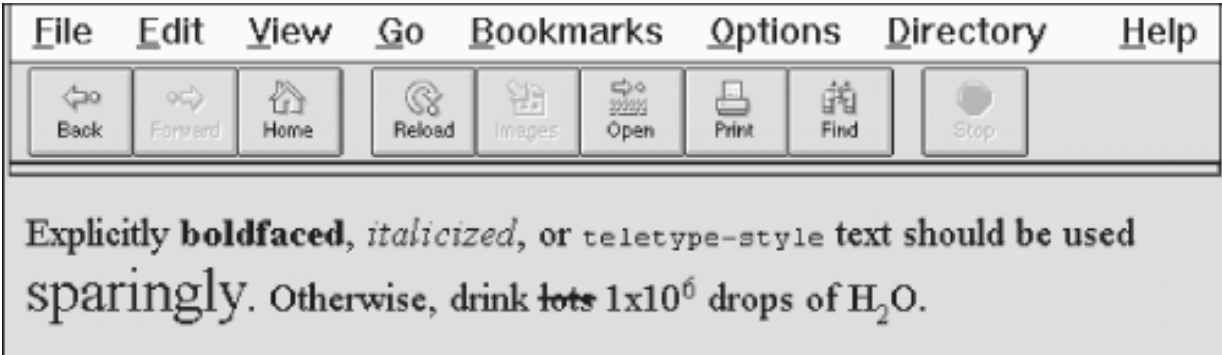 File Edit View Go Bookmarks Options Directory Help
Back Forward Home Reload Images Open Print Find Stop
Explicitly boldfaced, italicized, or teletype-style text should be used
sparingly. Otherwise, drink lots 1x10⁶ drops of H₂O.